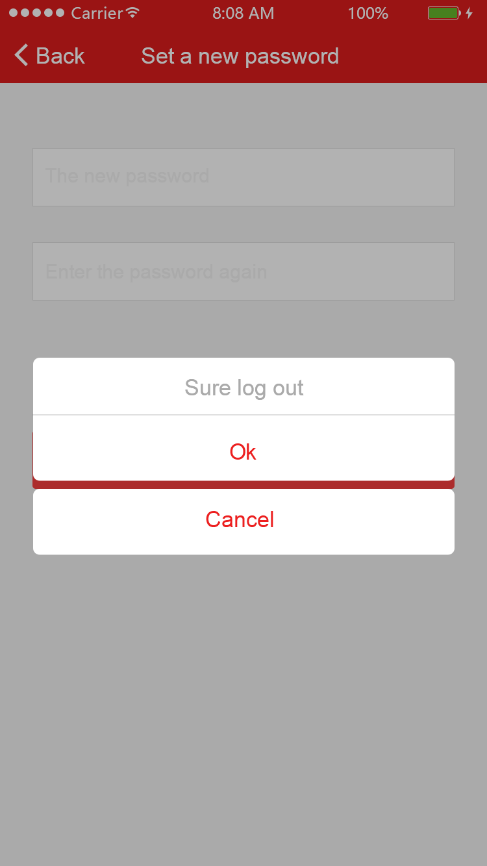 Carrier 8:08 AM 100%
Back Set a new password
The new password
Enter the password again
Sure log out
Ok
Cancel